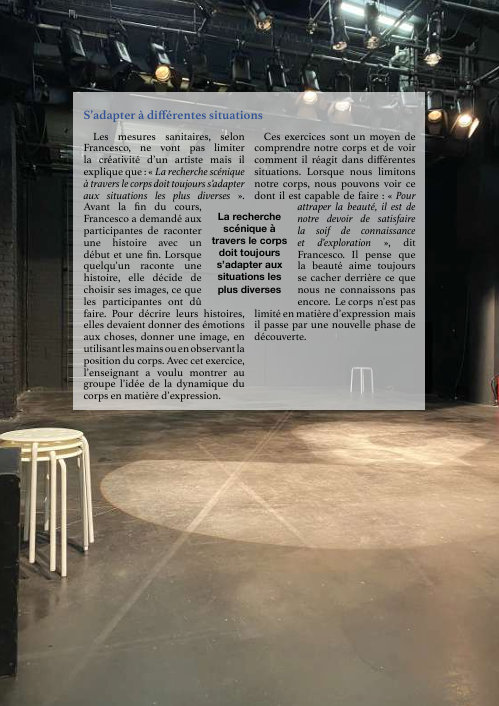 S'adapter à différentes situations
Les mesures sanitaires, selon
Francesco, ne vont pas limiter
la créativité d'un artiste mais il
explique que : « La recherche scénique
à travers le corps doit toujours s'adapter
aux situations les plus diverses ».
Avant la fin du cours,
Francesco a demandé aux
participantes de raconter
une histoire avec un
début et une fin. Lorsque
quelqu'un raconte une
histoire, elle décide de
choisir ses images, ce que
les participantes ont dû
faire. Pour décrire leurs histoires,
elles devaient donner des émotions
aux choses, donner une image, en
utilisant les mains ou en observant la
position du corps. Avec cet exercice,
l'enseignant a voulu montrer au
groupe l'idée de la dynamique du
corps en matière d'expression.
La recherche
scénique à
travers le corps
doit toujours
s'adapter aux
situations les
plus diverses
Ces exercices sont un moyen de
comprendre notre corps et de voir
comment il réagit dans différentes
situations. Lorsque nous limitons
notre corps, nous pouvons voir ce
dont il est capable de faire : « Pour
attraper la beauté, il est de
notre devoir de satisfaire
la soif de connaissance
et d'exploration », dit
Francesco. Il pense que
la beauté aime toujours
se cacher derrière ce que
nous ne connaissons pas
encore. Le corps n'est pas
limité en matière d'expression mais
il passe par une nouvelle phase de
découverte.